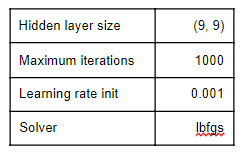 Hidden layer size (9, 9)
Maximum iterations 1000
Learning rate init 0.001
Solver lbfgs